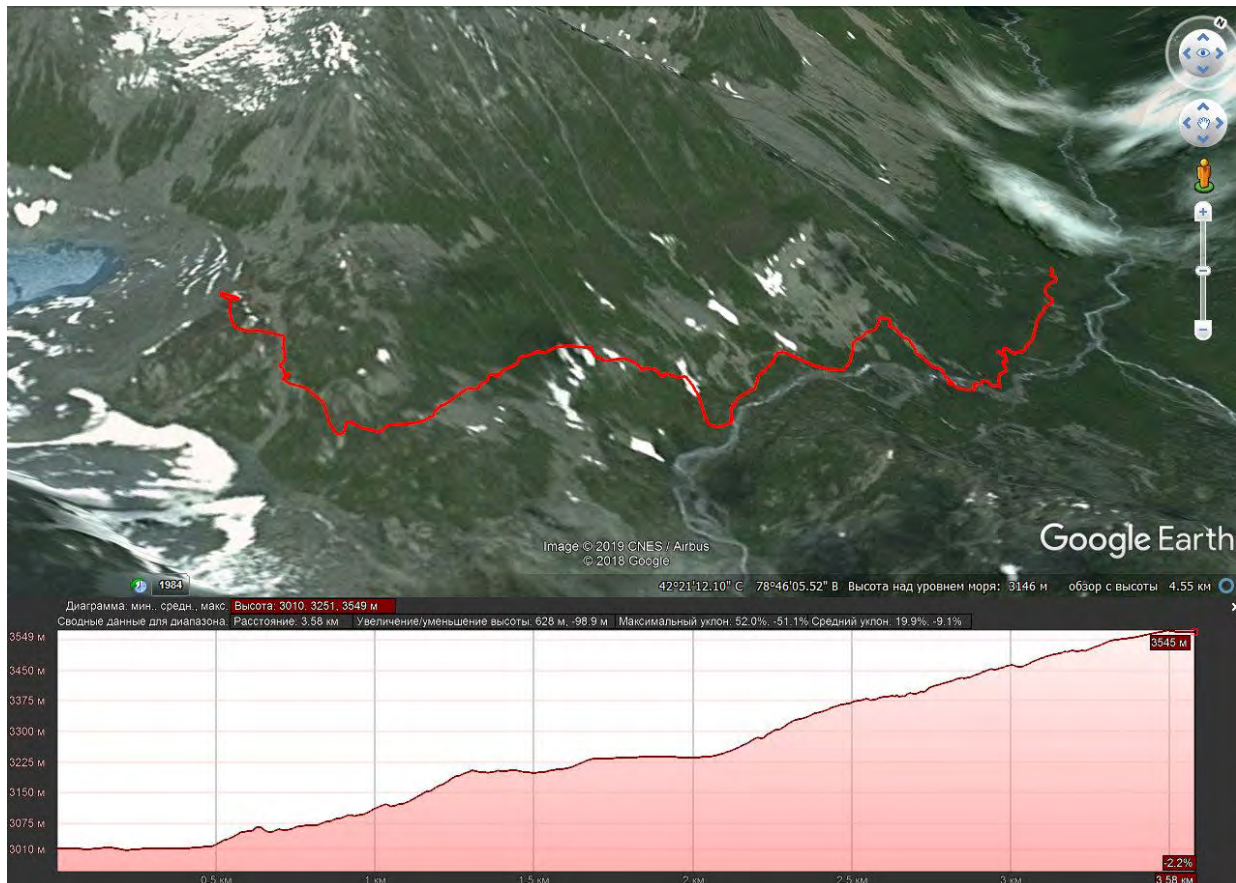 N
Image © 2019 CNES / Airbus
© 2018 Google
Google Earth
1984
42°21'12.10" С 78°46'05.52" В Высота над уровнем моря: 3146 м обзор с высоты 4.55 км
Диаграмма: мин., средн., макс. Высота: 3010, 3251, 3549 м
Сводные данные для диапазона. Расстояние: 3.58 км Увеличение/уменьшение высоты: 628 м, -98.9 м Максимальный уклон: 52.0%, -51.1% Средний уклон: 19.9%, -9.1%
3549 м
3545 м
3450 м
3375 м
3300 м
3225 м
3150 м
3075 м
3010 м
-2.2%
0.5 км 1 км 1.5 км 2 км 2.5 км 3 км 3.58 км